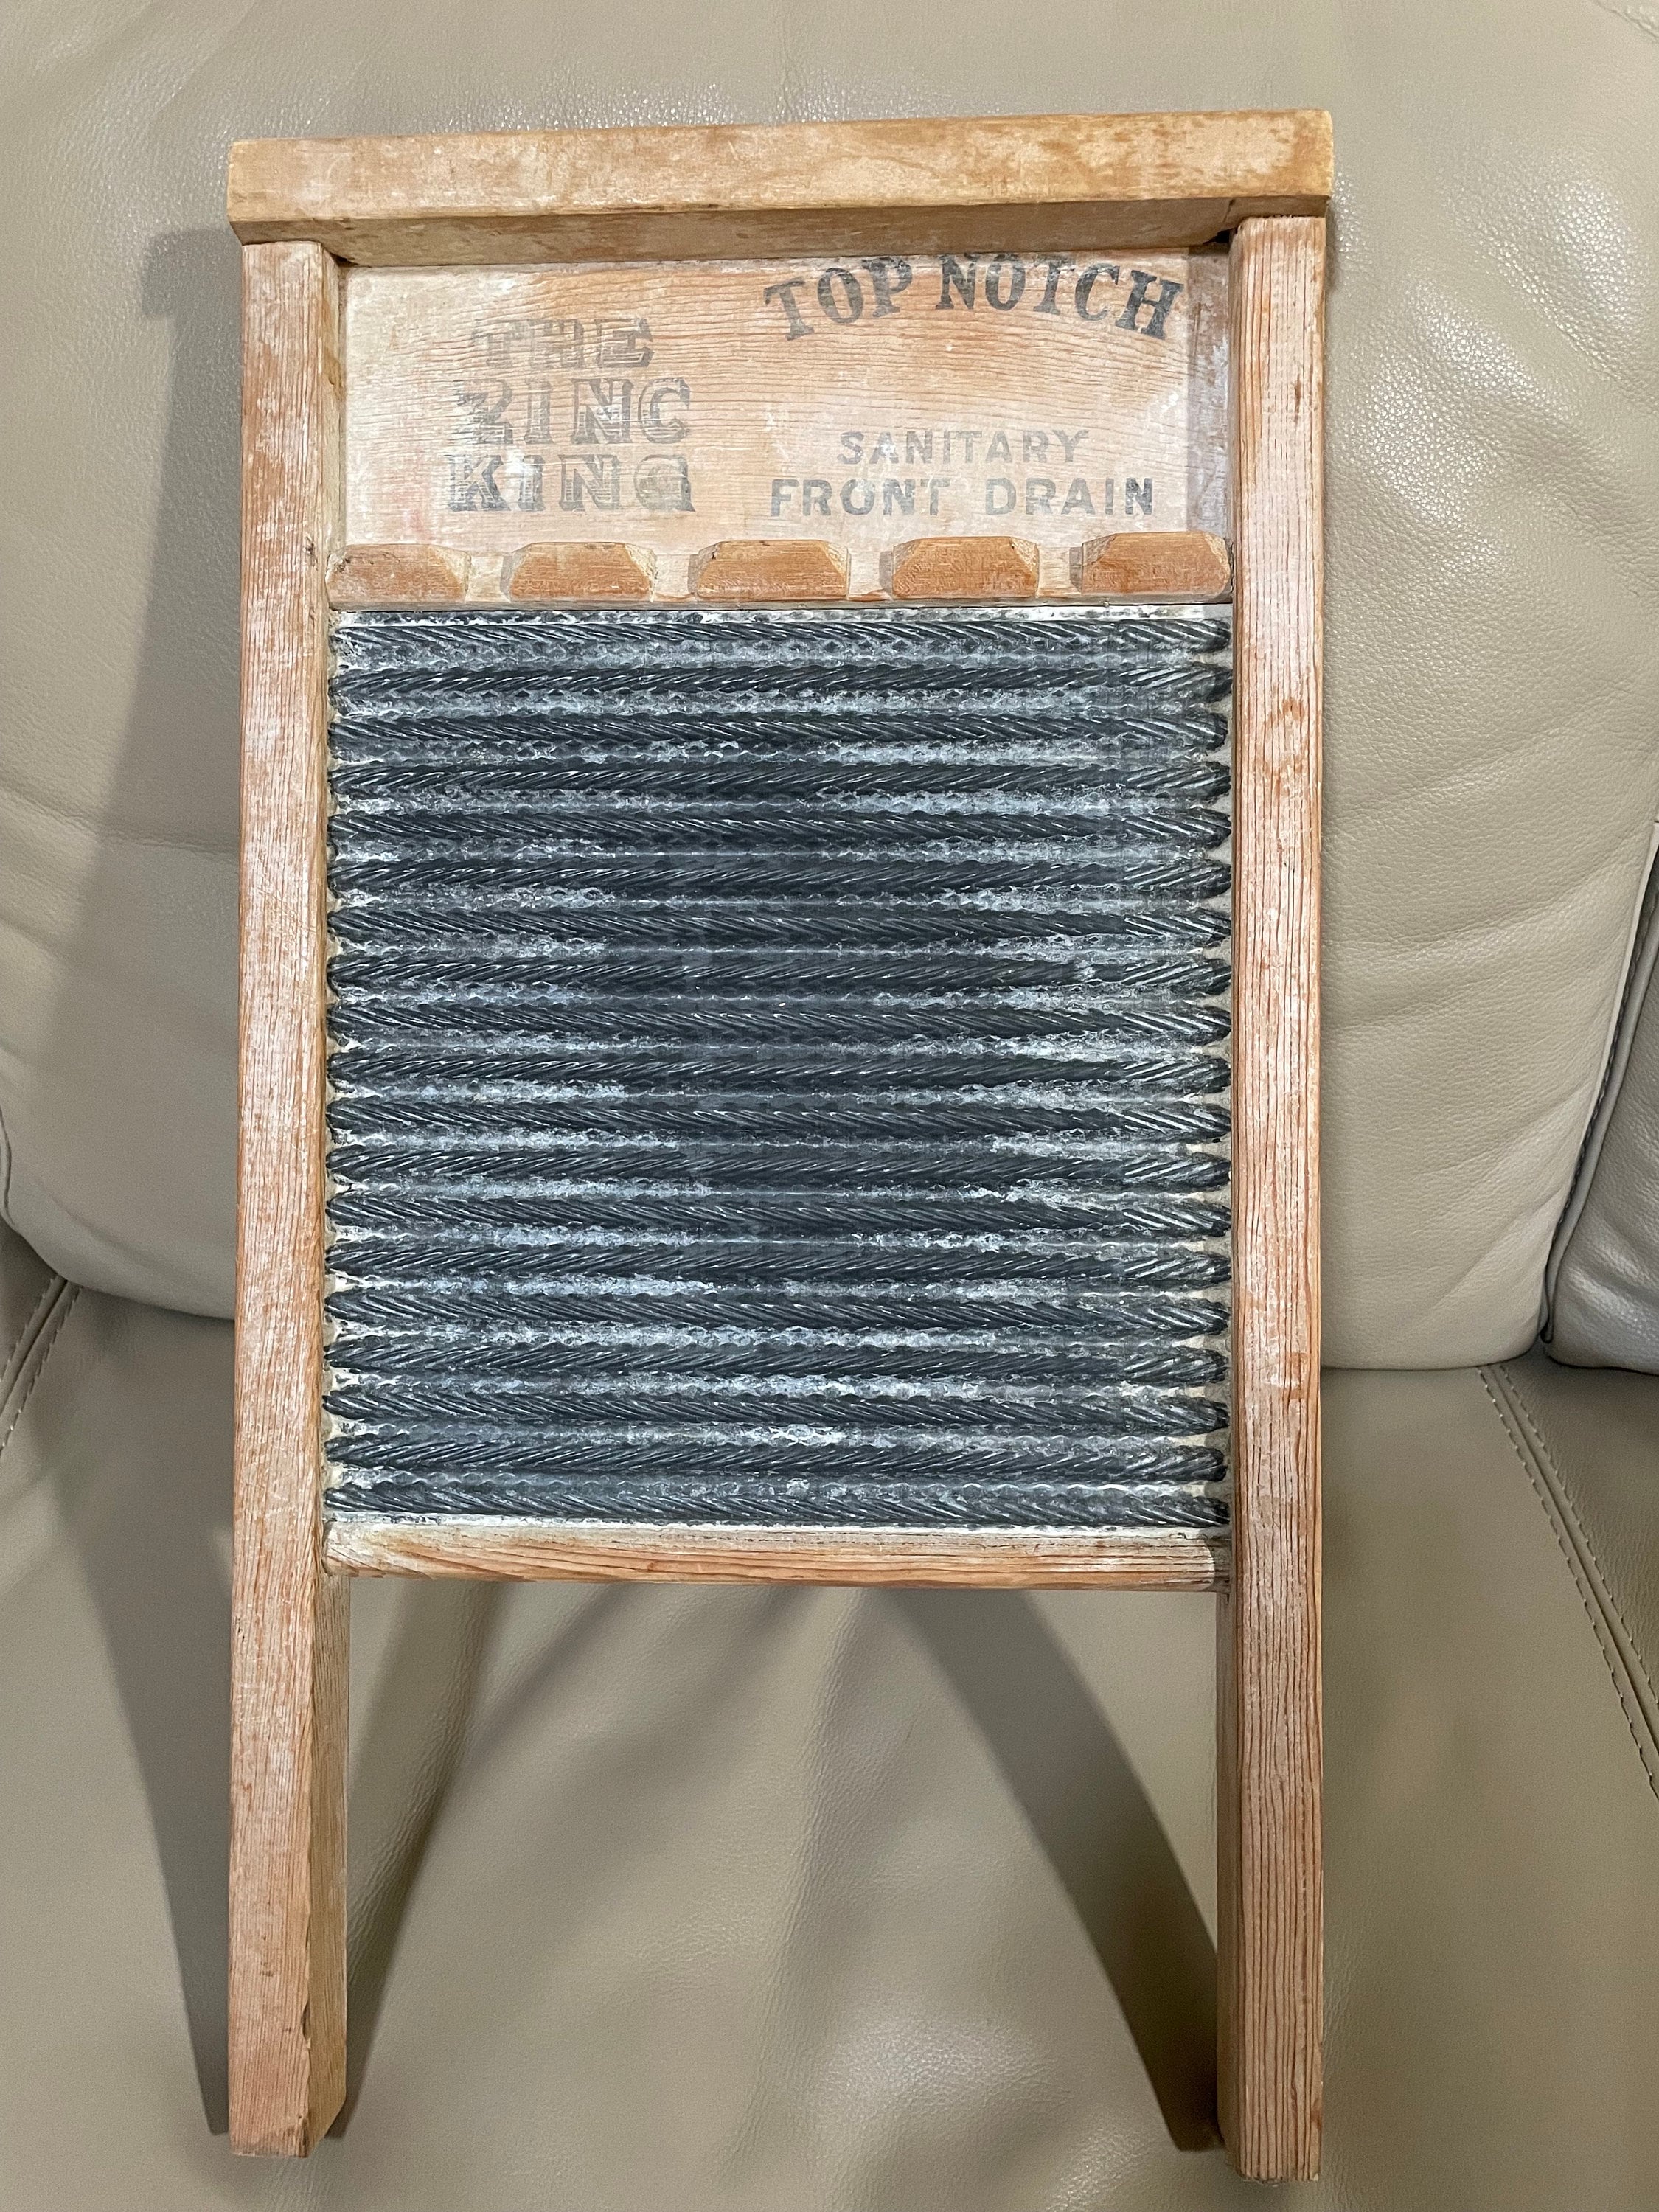 THE
ZINC
KING
TOP NOTCH
SANITARY
FRONT DRAIN